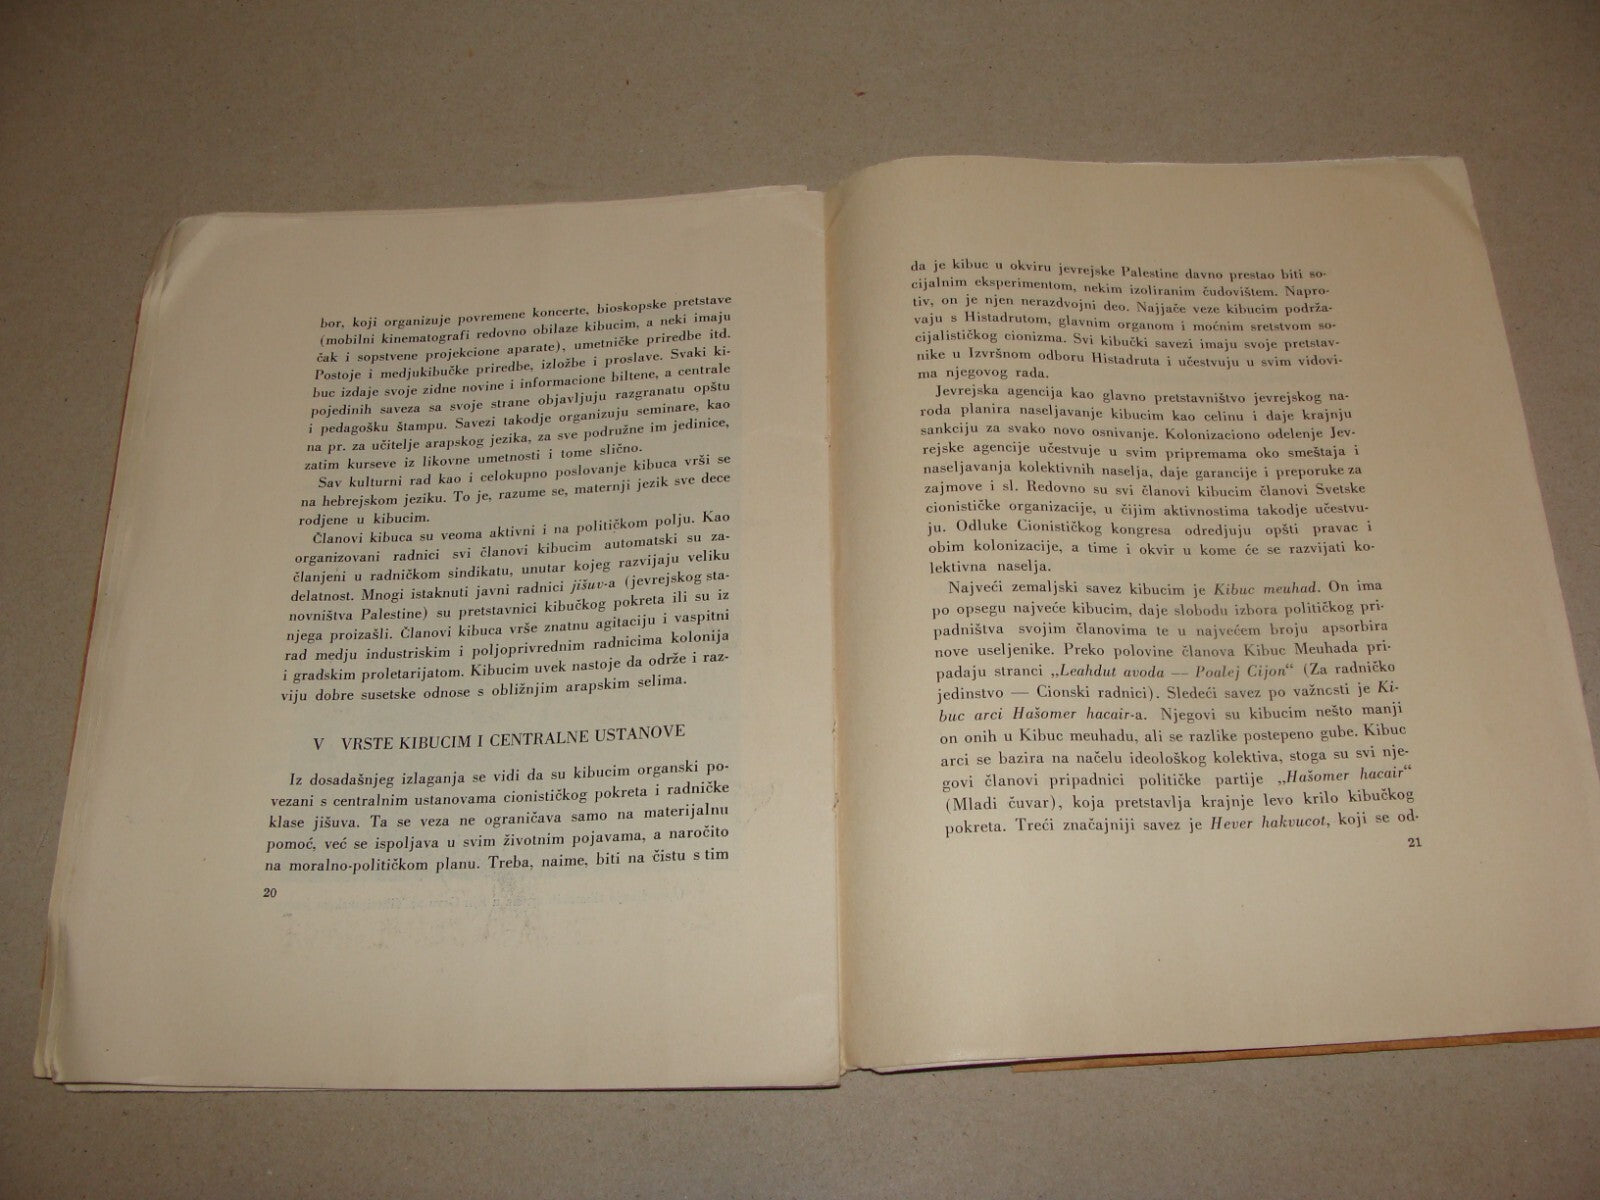 bor, koji organizuje povremene koncerte, bioskopske pretstave
(mobilni kinematografi redovno obilaze kibucim, a neki imaju
čak i sopstvene projekcione aparate), umetničke priredbe itd.
Postoje i medjukibučke priredbe, izložbe i proslave. Svaki ki-
buc izdaje svoje zidne novine i informacione biltene, a centrale
pojedinih saveza sa svoje strane objavljuju razgranatu opštu
i pedagošku štampu. Savezi takodje organizuju seminare, kao
na pr. za učitelje arapskog jezika, za sve područne im jedinice,
zatim kurseve iz likovne umetnosti i tome slično.
Sav kulturni rad kao i celokupno poslovanje kibuca vrši se
na hebrejskom jeziku. To je, razume se, maternji jezik sve dece
rodjene u kibucim.
Članovi kibuca su veoma aktivni i na političkom polju. Kao
organizovani radnici svi članovi kibucim automatski su za-
članjeni u radničkom sindikatu, unutar kojeg razvijaju veliku
delatnost. Mnogi istaknuti javni radnici jišuv-a (jevrejskog sta-
novništva Palestine) su pretstavnici kibučkog pokreta ili su iz
njega proizašli. Članovi kibuca vrše znatnu agitaciju i vaspitni
rad medju industriskim i poljoprivrednim radnicima kolonija
i gradskim proletarijatom. Kibucim uvek nastoje da održe i raz-
viju dobre susetske odnose s obližnjim arapskim selima.
V VRSTE KIBUCIM I CENTRALNE USTANOVE
Iz dosadašnjeg izlaganja se vidi da su kibucim organski po-
vezani s centralnim ustanovama cionističkog pokreta i radničke
klase jišuva. Ta se veza ne ograničava samo na materijalnu
pomoć, već se ispoljava u svim životnim pojavama, a naročito
na moralno-političkom planu. Treba, naime, biti na čistu s tim
20
da je kibuc u okviru jevrejske Palestine davno prestao biti so-
cijalnim eksperimentom, nekim izoliranim čudovištem. Napro-
tiv, on je njen nerazdvojni deo. Najjače veze kibucim podrža-
vaju s Histadrutom, glavnim organom i moćnim sretstvom so-
cijalističkog cionizma. Svi kibučki savezi imaju svoje pretstav-
nike u Izvršnom odboru Histadruta i učestvuju u svim vidovi-
ma njegovog rada.
Jevrejska agencija kao glavno pretstavništvo jevrejskog na-
roda planira naseljavanje kibucim kao celinu i daje krajnju
sankciju za svako novo osnivanje. Kolonizaciono odelenje Jev-
rejske agencije učestvuje u svim pripremama oko smeštaja i
naseljavanja kolektivnih naselja, daje garancije i preporuke za
zajmove i sl. Redovno su svi članovi kibucim članovi Svetske
cionističke organizacije, u čijim aktivnostima takodje učestvu-
ju. Odluke Cionističkog kongresa odredjuju opšti pravac i
obim kolonizacije, a time i okvir u kome će se razvijati ko-
lektivna naselja.
Najveći zemaljski savez kibucim je Kibuc meuhad. On ima
po opsegu najveće kibucim, daje slobodu izbora političkog pri-
padništva svojim članovima te u najvećem broju apsorbira
nove useljenike. Preko polovine članova Kibuc Meuhada pri-
padaju stranci „Leahdut avoda — Poalej Cijon“ (Za radničko
jedinstvo — Cionski radnici). Sledeći savez po važnosti je Ki-
buc arci Hašomer hacair-a. Njegovi su kibucim nešto manji
on onih u Kibuc meuhadu, ali se razlike postepeno gube. Kibuc
arci se bazira na načelu ideološkog kolektiva, stoga su svi nje-
govi članovi pripadnici političke partije „Hašomer hacair“
(Mladi čuvar), koja pretstavlja krajnje levo krilo kibučkog
pokreta. Treći značajniji savez je Hever hakvucot, koji se od-
21